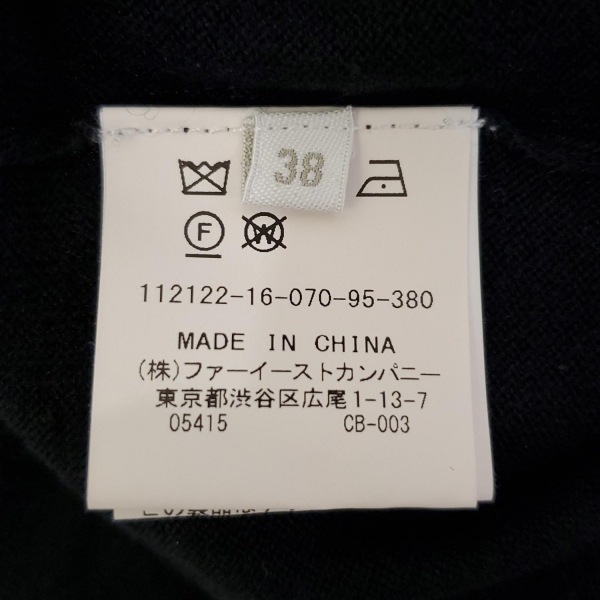 38
F
W
112122-16-070-95-380
MADE IN CHINA
(株)ファーイーストカンパニー
東京都渋谷区広尾1-13-7
05415 CB-003